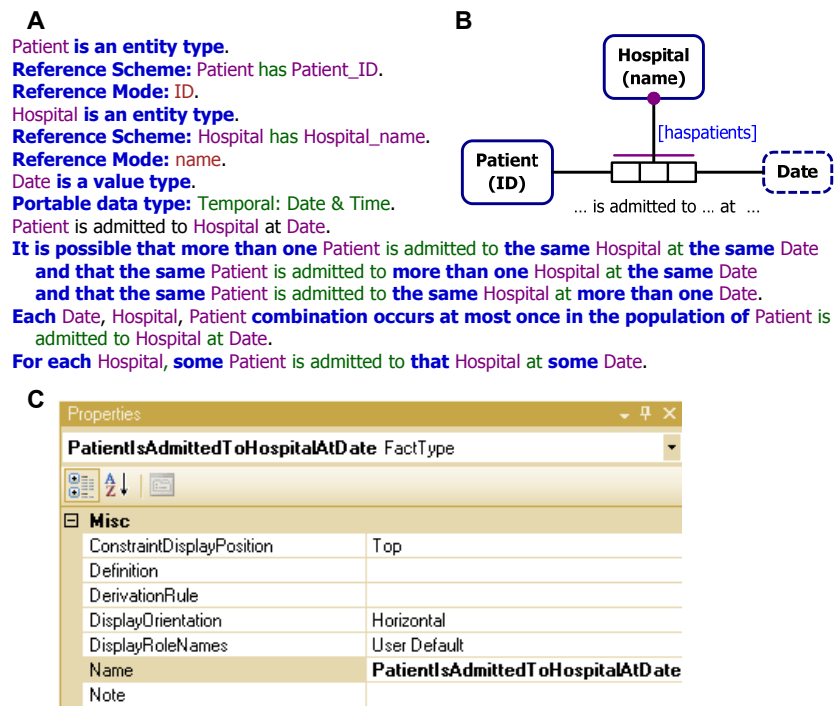 A
Patient is an entity type.
Reference Scheme: Patient has Patient_ID.
Reference Mode: ID.
Hospital is an entity type.
Reference Scheme: Hospital has Hospital_name.
Reference Mode: name.
Date is a value type.
Portable data type: Temporal: Date & Time.
Patient is admitted to Hospital at Date.
It is possible that more than one Patient is admitted to the same Hospital at the same Date
and that the same Patient is admitted to more than one Hospital at the same Date
and that the same Patient is admitted to the same Hospital at more than one Date.
Each Date, Hospital, Patient combination occurs at most once in the population of Patient is
admitted to Hospital at Date.
For each Hospital, some Patient is admitted to that Hospital at some Date.
B
Hospital
(name)
[haspatients]
Patient
(ID)
Date
... is admitted to ... at ...
C
Properties
PatientIsAdmittedToHospitalAtDate FactType
A
Z
Misc
ConstraintDisplayPosition Top
Definition
DerivationRule
DisplayOrientation Horizontal
DisplayRoleNames User Default
Name PatientIsAdmittedToHospitalAtDate
Note